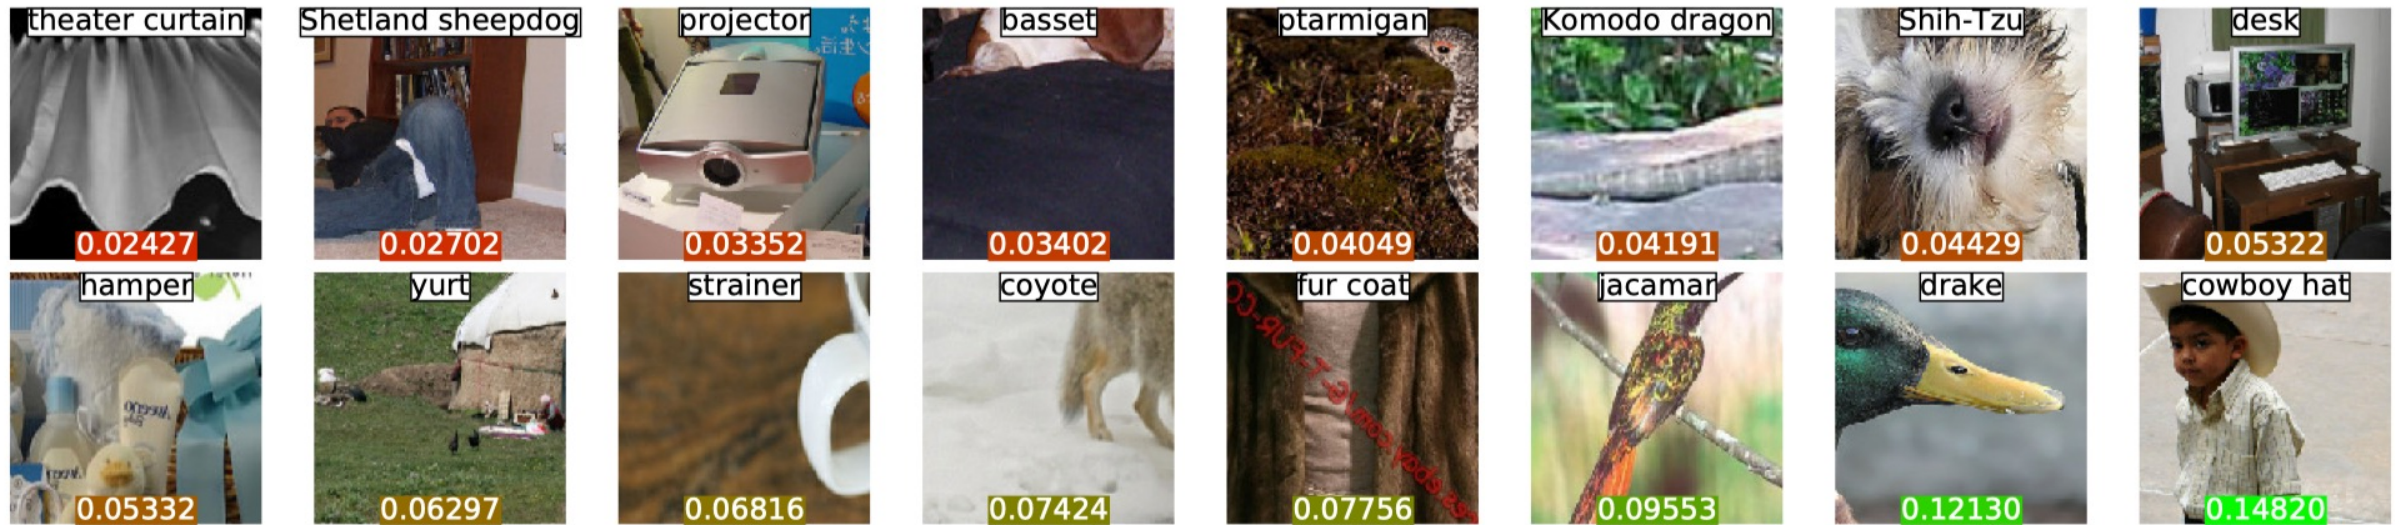 theater curtain
Shetland sheepdog
projector
basset
ptarmigan
Komodo dragon
Shih-Tzu
desk
0.02427
0.02702
0.03352
0.03402
0.04049
0.04191
0.04429
0.05322
hamper
yurt
strainer
coyote
fur coat
jacamar
drake
cowboy hat
0.05332
0.06297
0.06816
0.07424
0.07756
0.09553
0.12130
0.14820